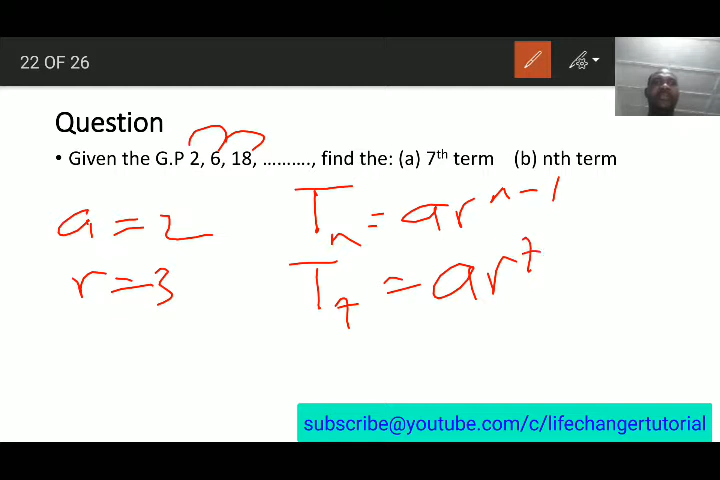 22 OF 26
Question
• Given the G.P 2, 6, 18, ………., find the: (a) 7th term (b) nth term
a = 2
Tn = ar^n-1
r = 3
T7 = ar^7
subscribe@youtube.com/c/lifechangertutorial